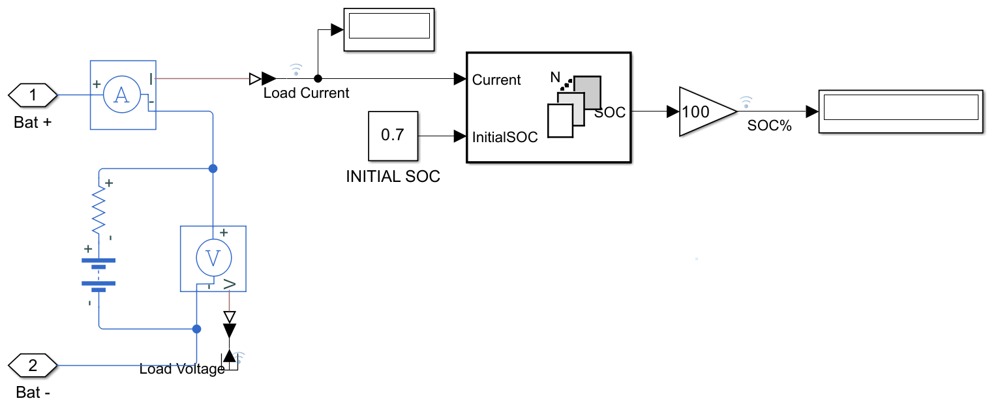 1
Bat +
+
A
I
-
Load Current
0.7
INITIAL SOC
Current
InitialSOC
N
SOC
100
SOC%
+
-
+
-
+
V
-
V
Load Voltage
2
Bat -